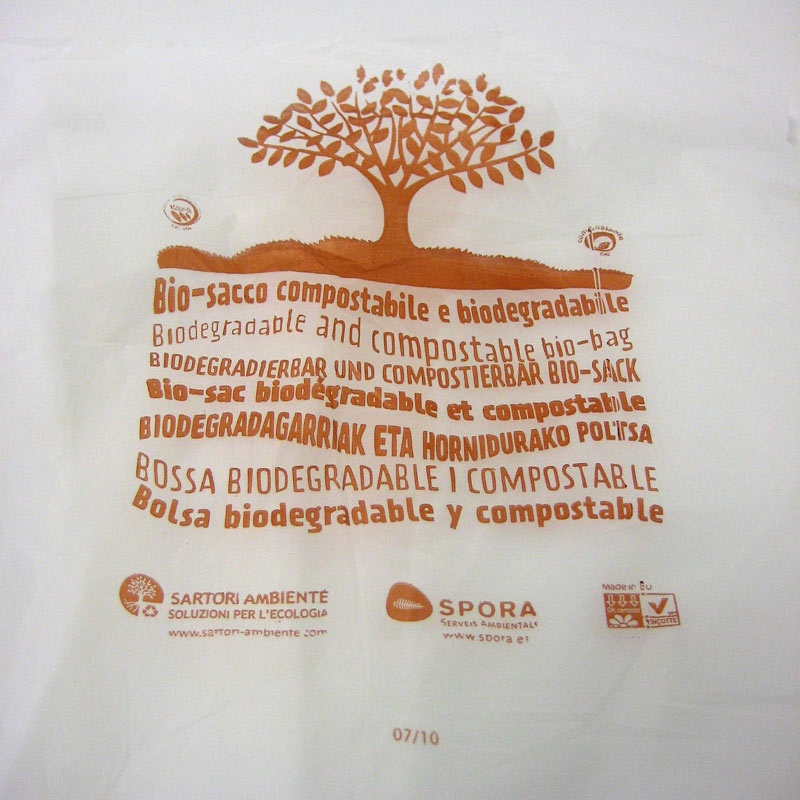 Bio-sacco compostabile e biodegradabile
Biodegradable and compostable bio-bag
BIODEGRADIERBAR UND COMPOSTIERBAR BIO-SACK
Bio-sac biodégradable et compostable
BIODEGRADAGARRIAK ETA HORNIDURAKO POLTSA
BOSSA BIODEGRADABLE I COMPOSTABLE
Bolsa biodegradable y compostable
SARTORI AMBIENTE
SOLUZIONI PER L'ECOLOGIA
www.sartori-ambiente.com
SPORA
SERVEIS AMBIENTALS
www.spora.es
Made in EU
OK compost
VINÇOTTE
07/10